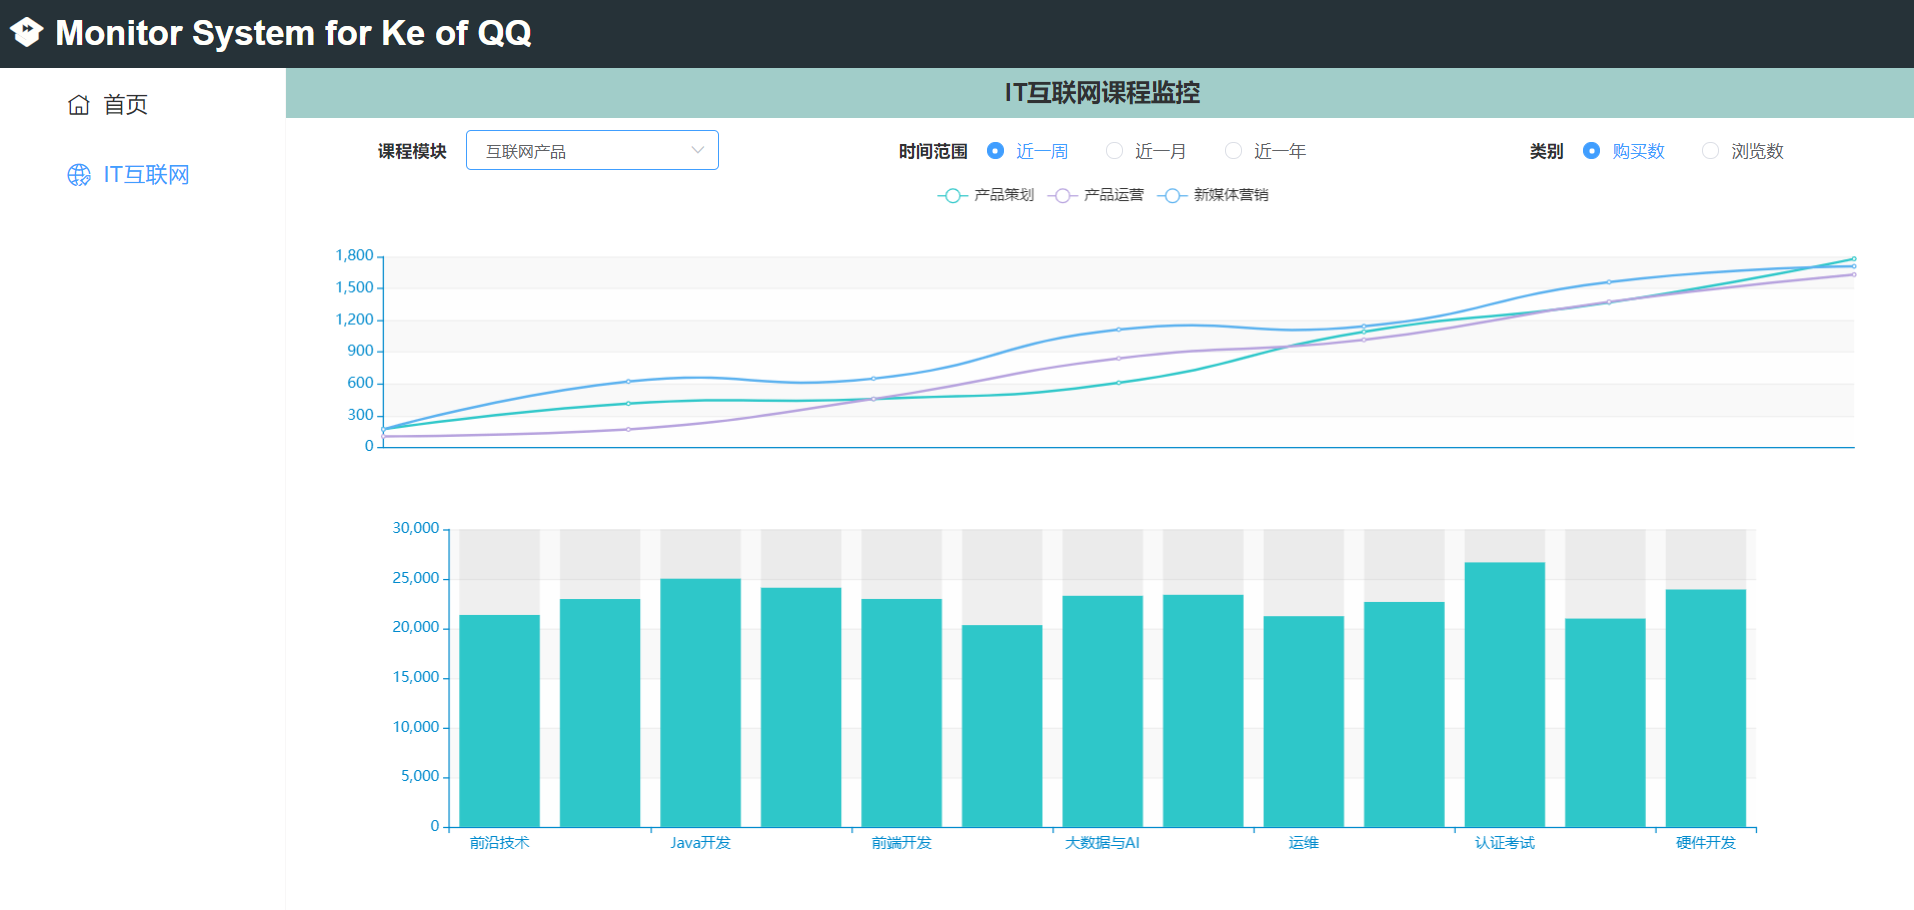 Monitor System for Ke of QQ
首页
IT互联网
IT互联网课程监控
课程模块 互联网产品 时间范围 近一周 近一月 近一年 类别 购买数 浏览数
产品策划 产品运营 新媒体营销
1,800
1,500
1,200
900
600
300
0
30,000
25,000
20,000
15,000
10,000
5,000
0
前沿技术 Java开发 前端开发 大数据与AI 运维 认证考试 硬件开发